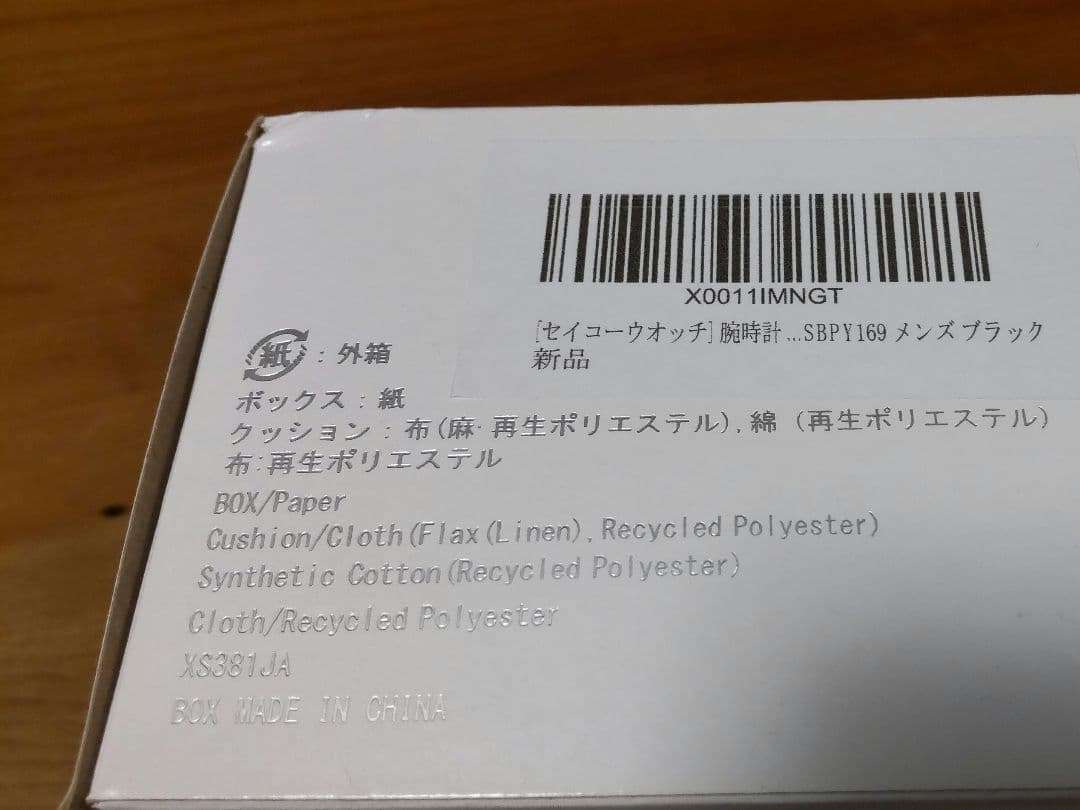 X0011IMNGT
[セイコーウオッチ] 腕時計 ...SBPY169 メンズ ブラック
新品
紙 : 外箱
ボックス : 紙
クッション : 布(麻･再生ポリエステル), 綿 (再生ポリエステル)
布:再生ポリエステル
BOX/Paper
Cushion/Cloth(Flax(Linen), Recycled Polyester)
Synthetic Cotton(Recycled Polyester)
Cloth/Recycled Polyester
XS381JA
BOX MADE IN CHINA